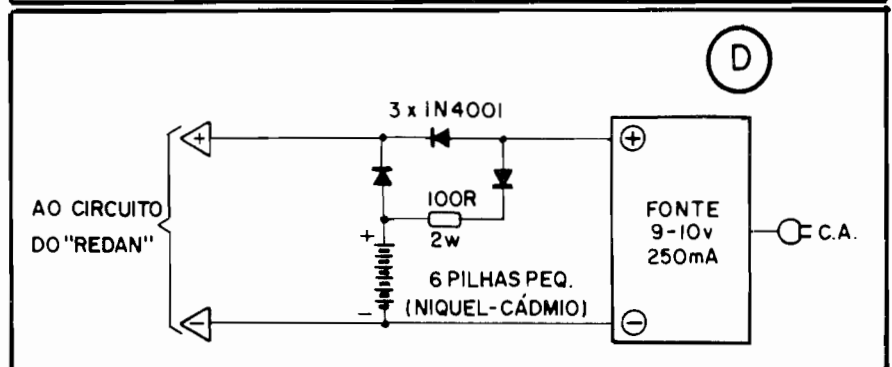 D
3 x 1N4001
+
+
AO CIRCUITO
DO "REDAN"
100R
2w
+
FONTE
9-10v
250mA
C.A.
6 PILHAS PEQ.
(NIQUEL-CÁDMIO)
-
-
-